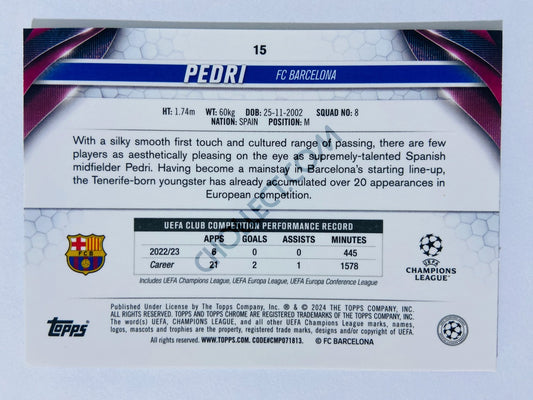 15
PEDRI FC BARCELONA
HT: 1.74m WT: 60kg DOB: 25-11-2002 SQUAD NO: 8
NATION: SPAIN POSITION: M
With a silky smooth first touch and cultured range of passing, there are few
players as aesthetically pleasing on the eye as supremely-talented Spanish
midfielder Pedri. Having become a mainstay in Barcelona's starting line-up,
the Tenerife-born youngster has already accumulated over 20 appearances in
European competition.
UEFA CLUB COMPETITION PERFORMANCE RECORD
APPS GOALS ASSISTS MINUTES
2022/23 6 0 0 445
Career 21 2 1 1578
Includes UEFA Champions League, UEFA Europa League, UEFA Europa Conference League
FCB
UEFA
CHAMPIONS
LEAGUE
Topps
Published Under License by The Topps Company, Inc. ® & © 2024 THE TOPPS COMPANY, INC.
ALL RIGHTS RESERVED. TOPPS AND TOPPS CHROME ARE REGISTERED TRADEMARKS OF THE TOPPS COMPANY, INC.
The word(s) UEFA, CHAMPIONS LEAGUE, and all other UEFA Champions League marks, names,
logos, mascots and trophies are the property, registered trade marks, designs and/or copyright of UEFA.
All rights reserved. WWW.TOPPS.COM. CODE#CMP071813. © FC BARCELONA
CHOLLECT.COM